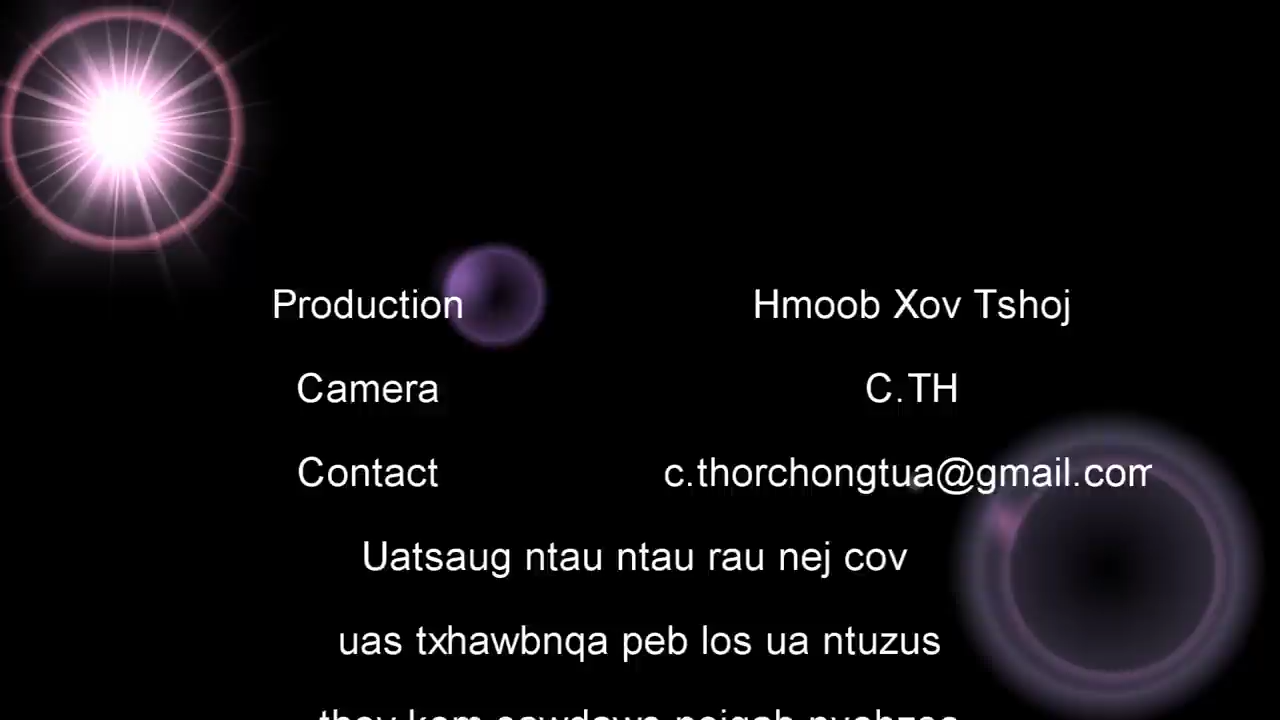 Production Hmoob Xov Tshoj
Camera C.TH
Contact c.thorchongtua@gmail.com
Uatsaug ntau ntau rau nej cov
uas txhawbnqa peb los ua ntuzus